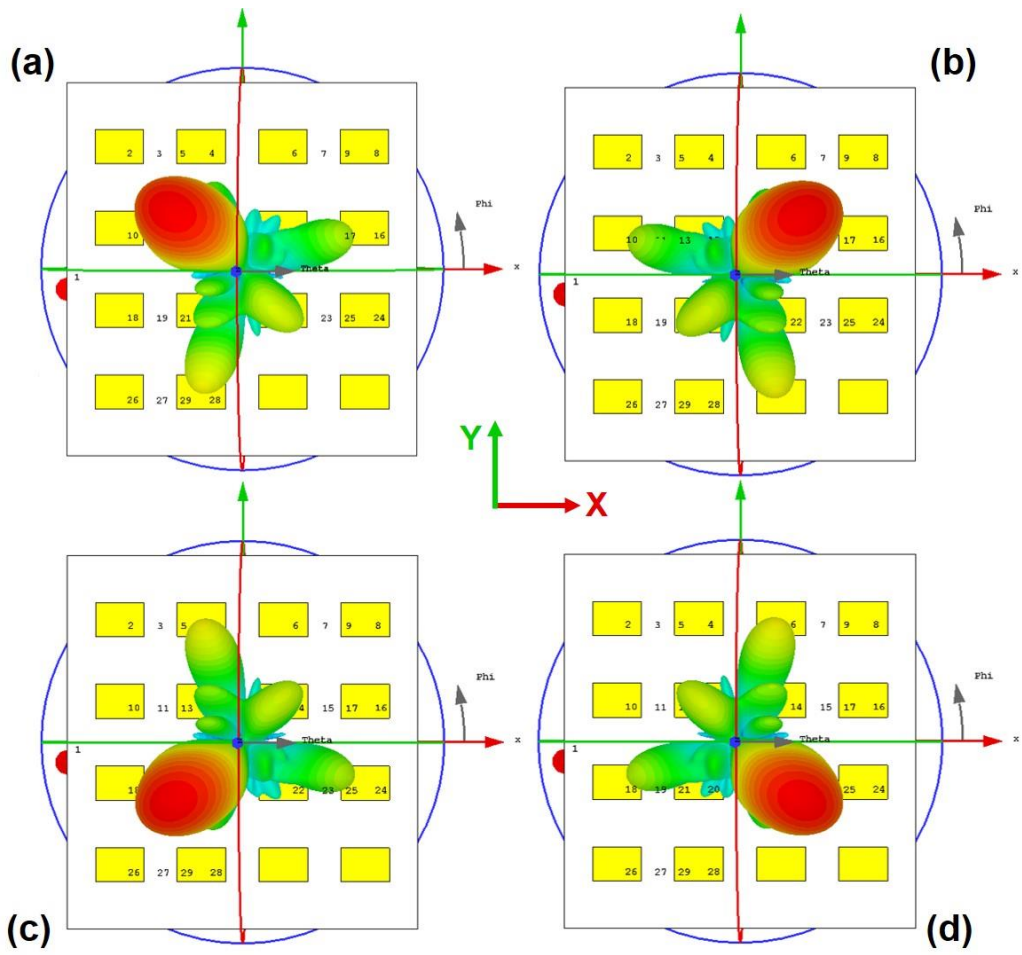 (a)
2 3 5 4 6 7 9 8
Phi
10 17 16
Theta x
1
18 19 21 23 25 24
26 27 29 28
(b)
2 3 5 4 6 7 9 8
Phi
10 13 17 16
Theta x
1
18 19 22 23 25 24
26 27 29 28
Y
X
(c)
2 3 5 6 7 9 8
Phi
10 11 13 4 15 17 16
Theta x
1
18 22 23 25 24
26 27 29 28
(d)
2 3 5 4 6 7 9 8
Phi
10 11 14 15 17 16
Theta x
1
18 19 21 20 25 24
26 27 29 28